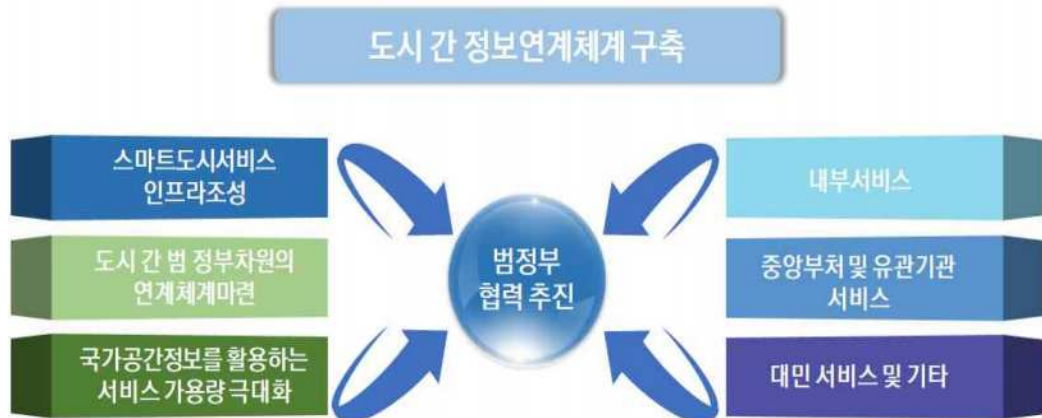 도시 간 정보연계체계 구축
스마트도시서비스
인프라조성
도시 간 범 정부차원의
연계체계마련
국가공간정보를 활용하는
서비스 가용량 극대화
범정부
협력 추진
내부서비스
중앙부처 및 유관기관
서비스
대민 서비스 및 기타